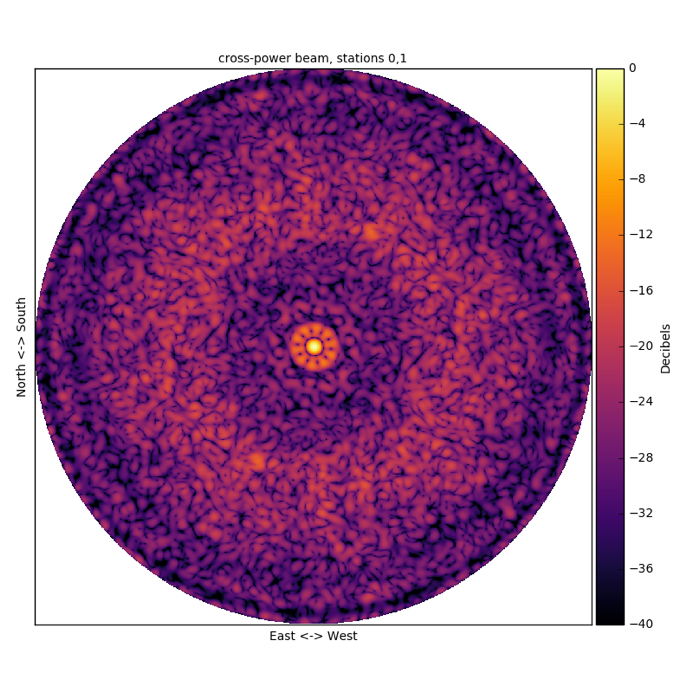 cross-power beam, stations 0,1
North <-> South
East <-> West
0
−4
−8
−12
−16
−20
−24
−28
−32
−36
−40
Decibels